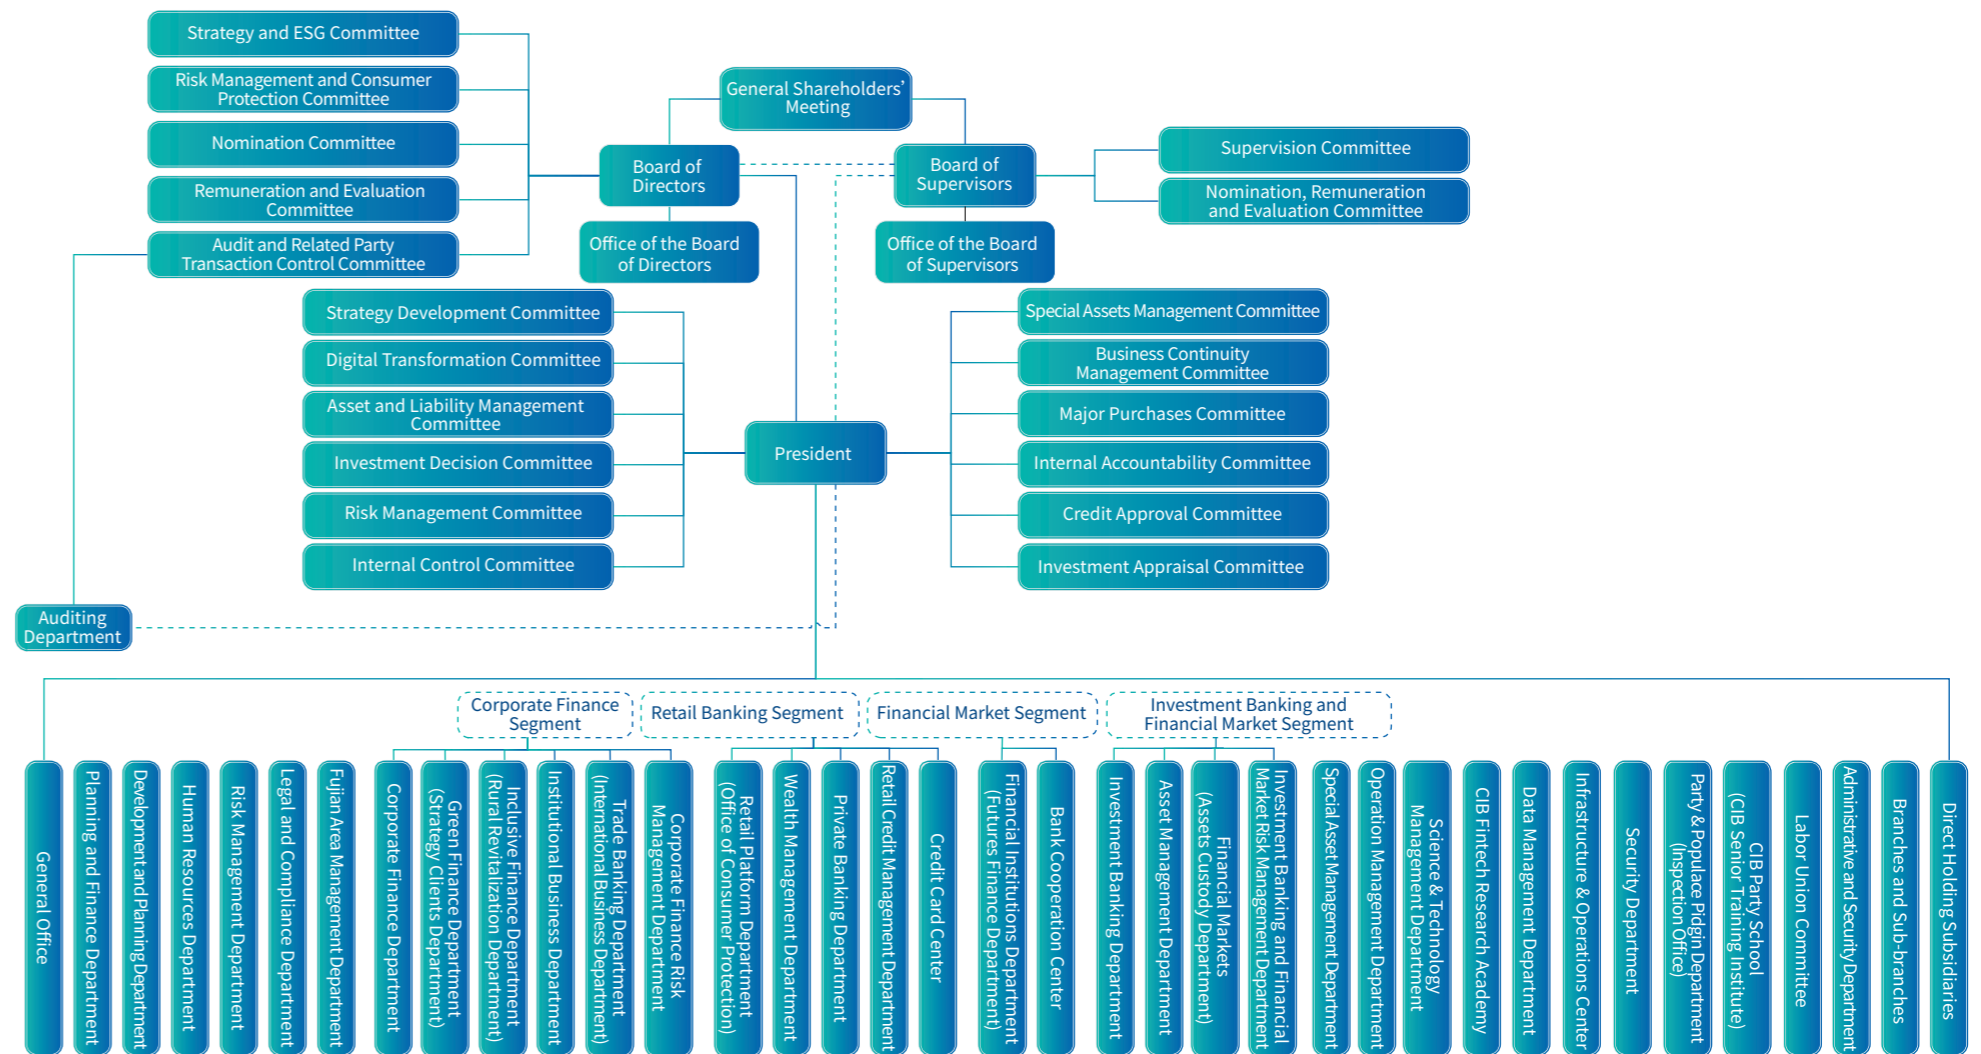 Strategy and ESG Committee
Risk Management and Consumer
Protection Committee
Nomination Committee
Remuneration and Evaluation
Committee
Audit and Related Party
Transaction Control Committee
General Shareholders’
Meeting
Board of
Directors
Board of
Supervisors
Office of the Board
of Directors
Office of the Board
of Supervisors
Supervision Committee
Nomination, Remuneration
and Evaluation Committee
Strategy Development Committee
Digital Transformation Committee
Asset and Liability Management
Committee
Investment Decision Committee
Risk Management Committee
Internal Control Committee
President
Special Assets Management Committee
Business Continuity
Management Committee
Major Purchases Committee
Internal Accountability Committee
Credit Approval Committee
Investment Appraisal Committee
Auditing
Department
Corporate Finance
Segment
Retail Banking Segment
Financial Market Segment
Investment Banking and
Financial Market Segment
General Office
Planning and Finance Department
Development and Planning Department
Human Resources Department
Risk Management Department
Legal and Compliance Department
Fujian Area Management Department
Corporate Finance Department
Green Finance Department
(Strategy Clients Department)
Inclusive Finance Department
(Rural Revitalization Department)
Institutional Business Department
Trade Banking Department
(International Business Department)
Corporate Finance Risk
Management Department
Retail Platform Department
(Office of Consumer Protection)
Wealth Management Department
Private Banking Department
Retail Credit Management Department
Credit Card Center
Financial Institutions Department
(Futures Finance Department)
Bank Cooperation Center
Investment Banking Department
Asset Management Department
Financial Markets
(Assets Custody Department)
Investment Banking and Financial
Market Risk Management Department
Special Asset Management Department
Operation Management Department
Science & Technology
Management Department
CIB Fintech Research Academy
Data Management Department
Infrastructure & Operations Center
Security Department
Party & Populace Pidgin Department
(Inspection Office)
CIB Party School
(CIB Senior Training Institute)
Labor Union Committee
Administrative and Security Department
Branches and Sub-branches
Direct Holding Subsidiaries